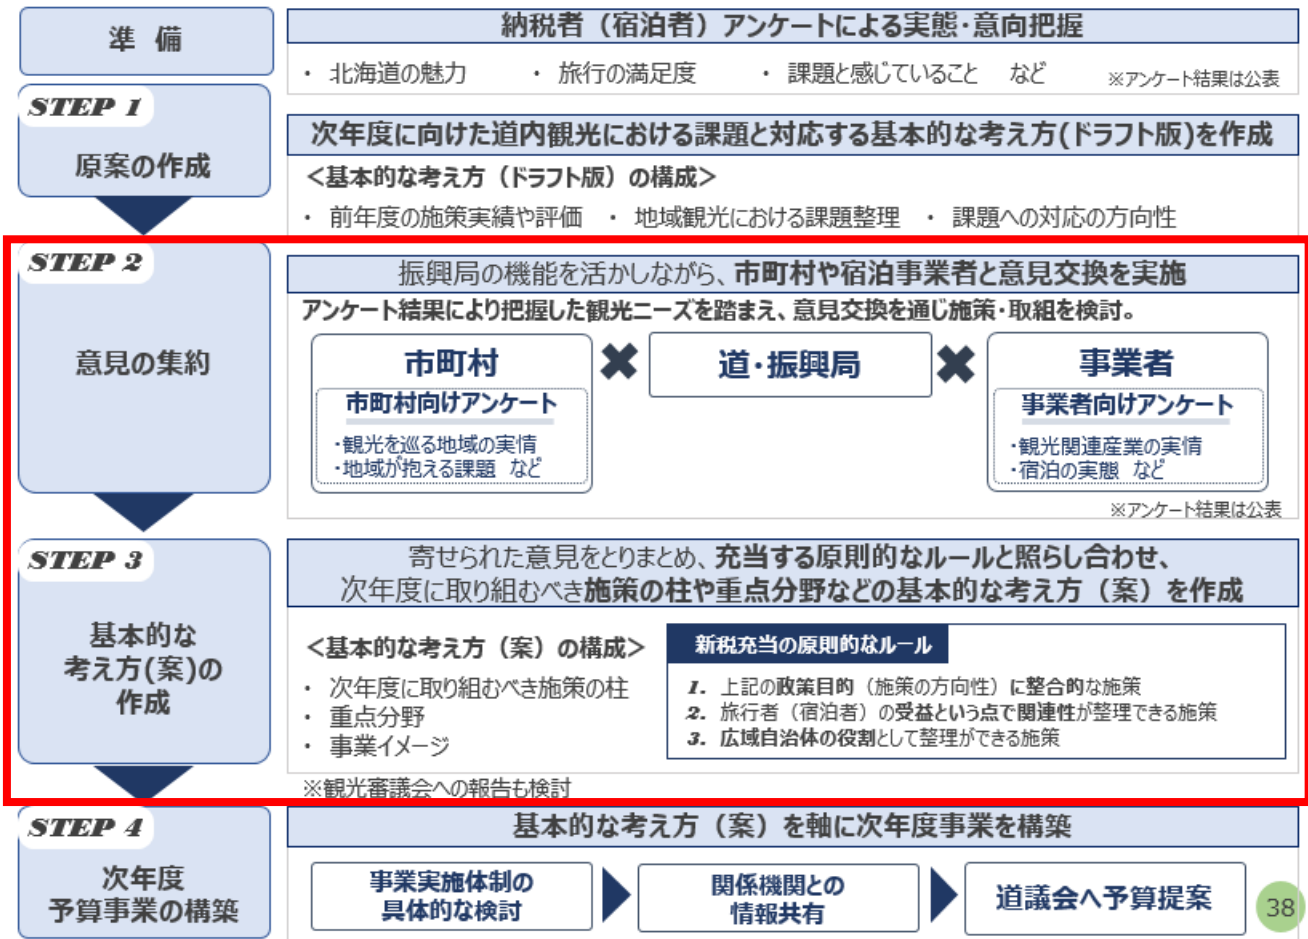 準 備
納税者（宿泊者）アンケートによる実態･意向把握
・ 北海道の魅力 ・ 旅行の満足度 ・ 課題と感じていること など ※アンケート結果は公表
STEP 1
原案の作成
次年度に向けた道内観光における課題と対応する基本的な考え方(ドラフト版)を作成
＜基本的な考え方（ドラフト版）の構成＞
・ 前年度の施策実績や評価 ・ 地域観光における課題整理 ・ 課題への対応の方向性
STEP 2
意見の集約
振興局の機能を活かしながら、市町村や宿泊事業者と意見交換を実施
アンケート結果により把握した観光ニーズを踏まえ、意見交換を通じ施策･取組を検討。
市町村 ✖ 道･振興局 ✖ 事業者
市町村向けアンケート
･観光を巡る地域の実情
･地域が抱える課題 など
事業者向けアンケート
･観光関連産業の実情
･宿泊の実態 など
※アンケート結果は公表
STEP 3
基本的な
考え方(案)の
作成
寄せられた意見をとりまとめ、充当する原則的なルールと照らし合わせ、
次年度に取り組むべき施策の柱や重点分野などの基本的な考え方（案）を作成
＜基本的な考え方（案）の構成＞
・ 次年度に取り組むべき施策の柱
・ 重点分野
・ 事業イメージ
新税充当の原則的なルール
1. 上記の政策目的（施策の方向性）に整合的な施策
2. 旅行者（宿泊者）の受益という点で関連性が整理できる施策
3. 広域自治体の役割として整理ができる施策
※観光審議会への報告も検討
STEP 4
次年度
予算事業の構築
基本的な考え方（案）を軸に次年度事業を構築
事業実施体制の
具体的な検討
関係機関との
情報共有
道議会へ予算提案
38